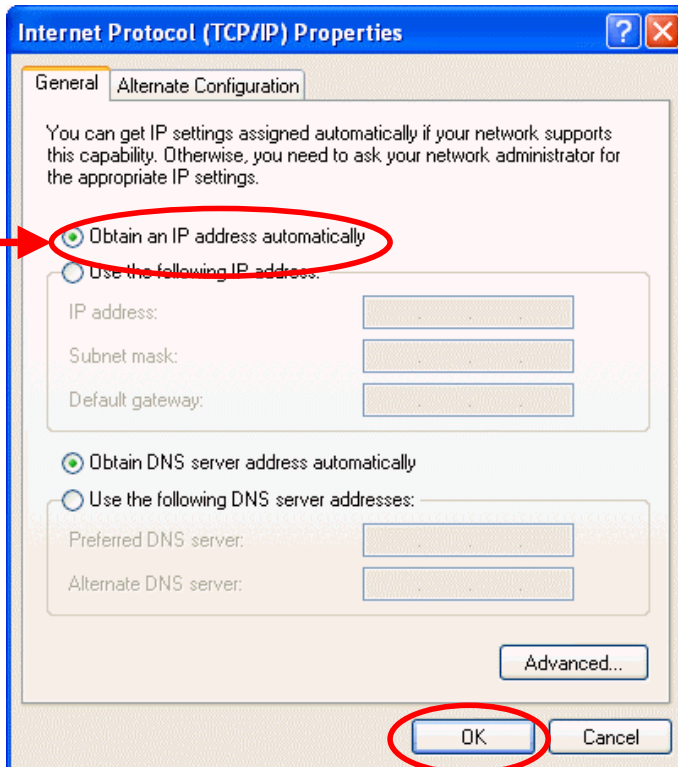 Internet Protocol (TCP/IP) Properties
General
Alternate Configuration
You can get IP settings assigned automatically if your network supports
this capability. Otherwise, you need to ask your network administrator for
the appropriate IP settings.
Obtain an IP address automatically
Use the following IP address:
IP address:
Subnet mask:
Default gateway:
Obtain DNS server address automatically
Use the following DNS server addresses:
Preferred DNS server:
Alternate DNS server:
Advanced...
OK
Cancel